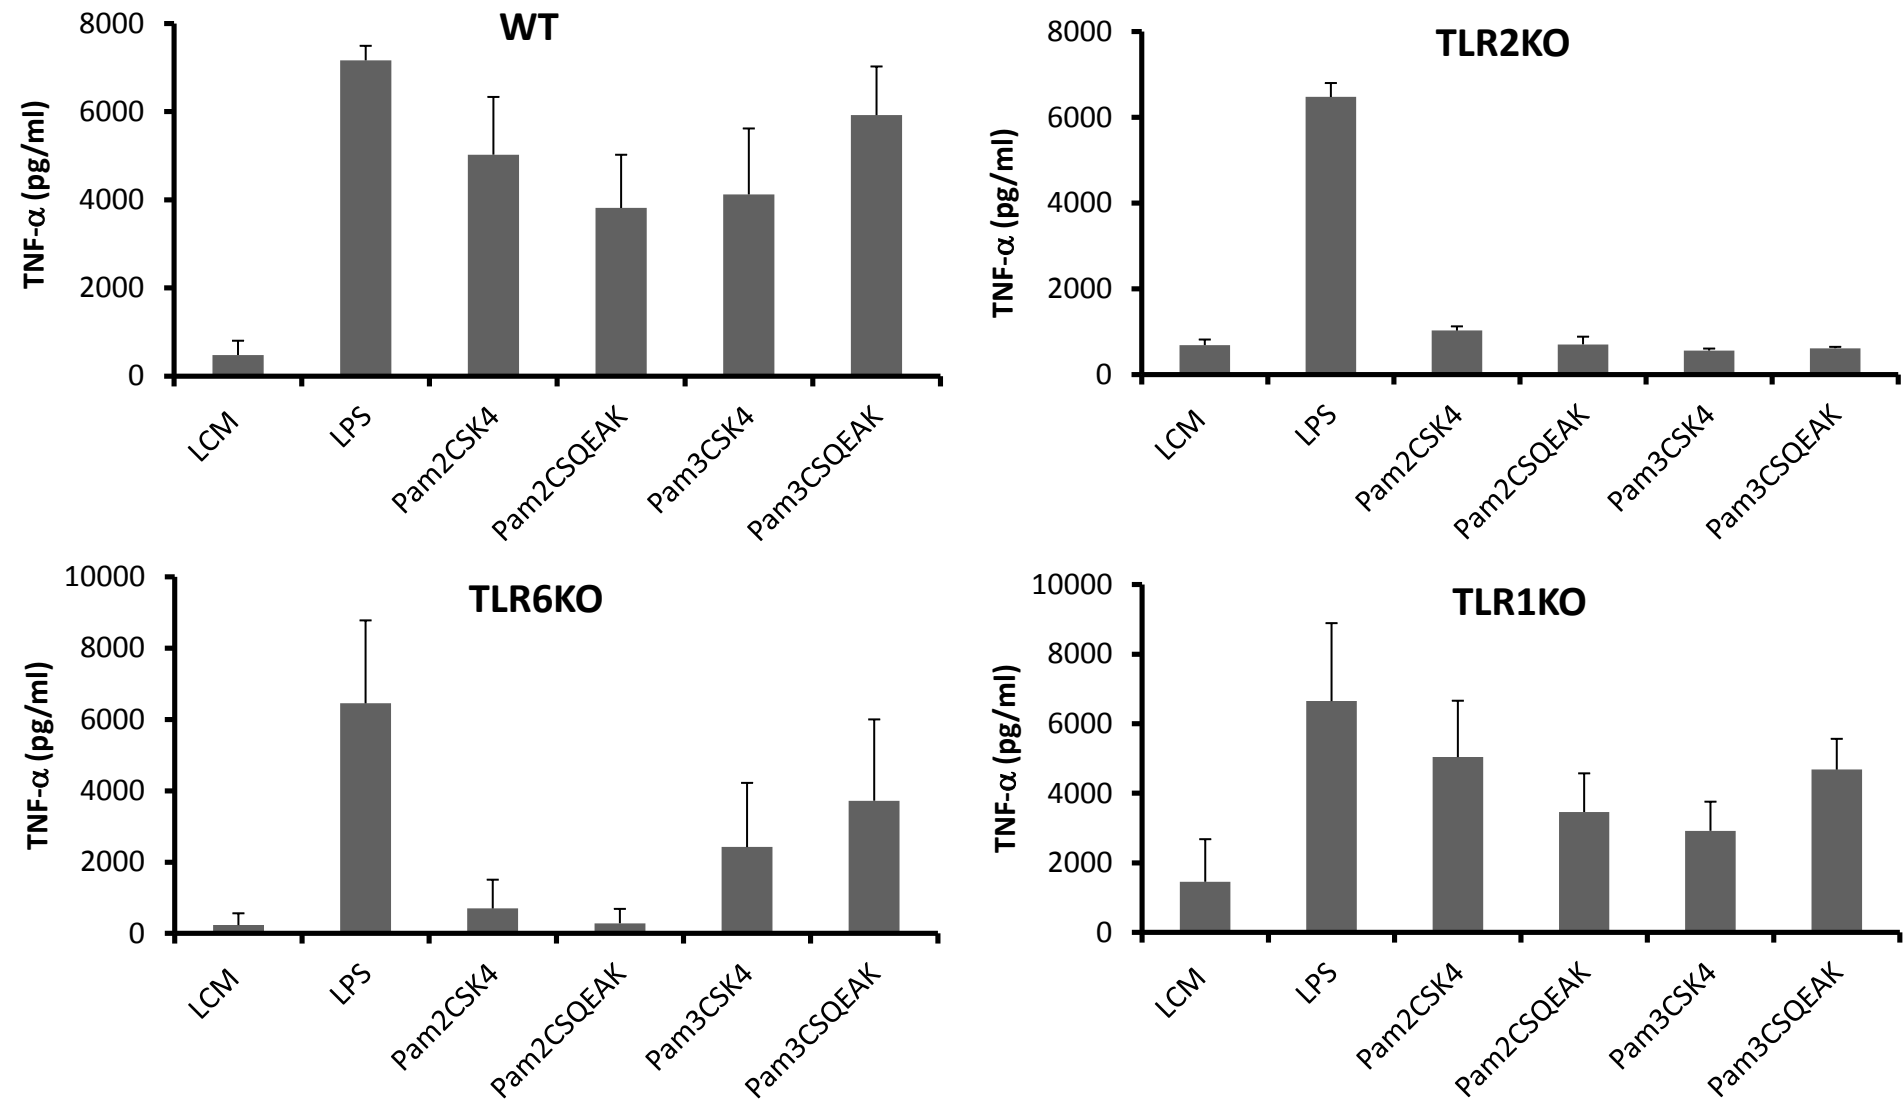 WT
TNF-α (pg/ml)
8000
6000
4000
2000
0
LCM
LPS
Pam2CSK4
Pam2CSQEAK
Pam3CSK4
Pam3CSQEAK
TLR2KO
TNF-α (pg/ml)
8000
6000
4000
2000
0
LCM
LPS
Pam2CSK4
Pam2CSQEAK
Pam3CSK4
Pam3CSQEAK
TLR6KO
TNF-α (pg/ml)
10000
8000
6000
4000
2000
0
LCM
LPS
Pam2CSK4
Pam2CSQEAK
Pam3CSK4
Pam3CSQEAK
TLR1KO
TNF-α (pg/ml)
10000
8000
6000
4000
2000
0
LCM
LPS
Pam2CSK4
Pam2CSQEAK
Pam3CSK4
Pam3CSQEAK